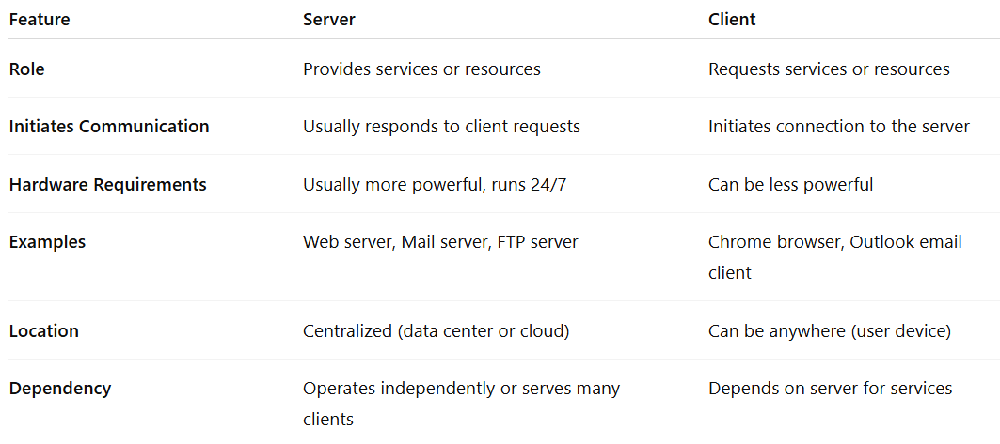 Feature Server Client
Role Provides services or resources Requests services or resources
Initiates Communication Usually responds to client requests Initiates connection to the server
Hardware Requirements Usually more powerful, runs 24/7 Can be less powerful
Examples Web server, Mail server, FTP server Chrome browser, Outlook email
client
Location Centralized (data center or cloud) Can be anywhere (user device)
Dependency Operates independently or serves many Depends on server for services
clients